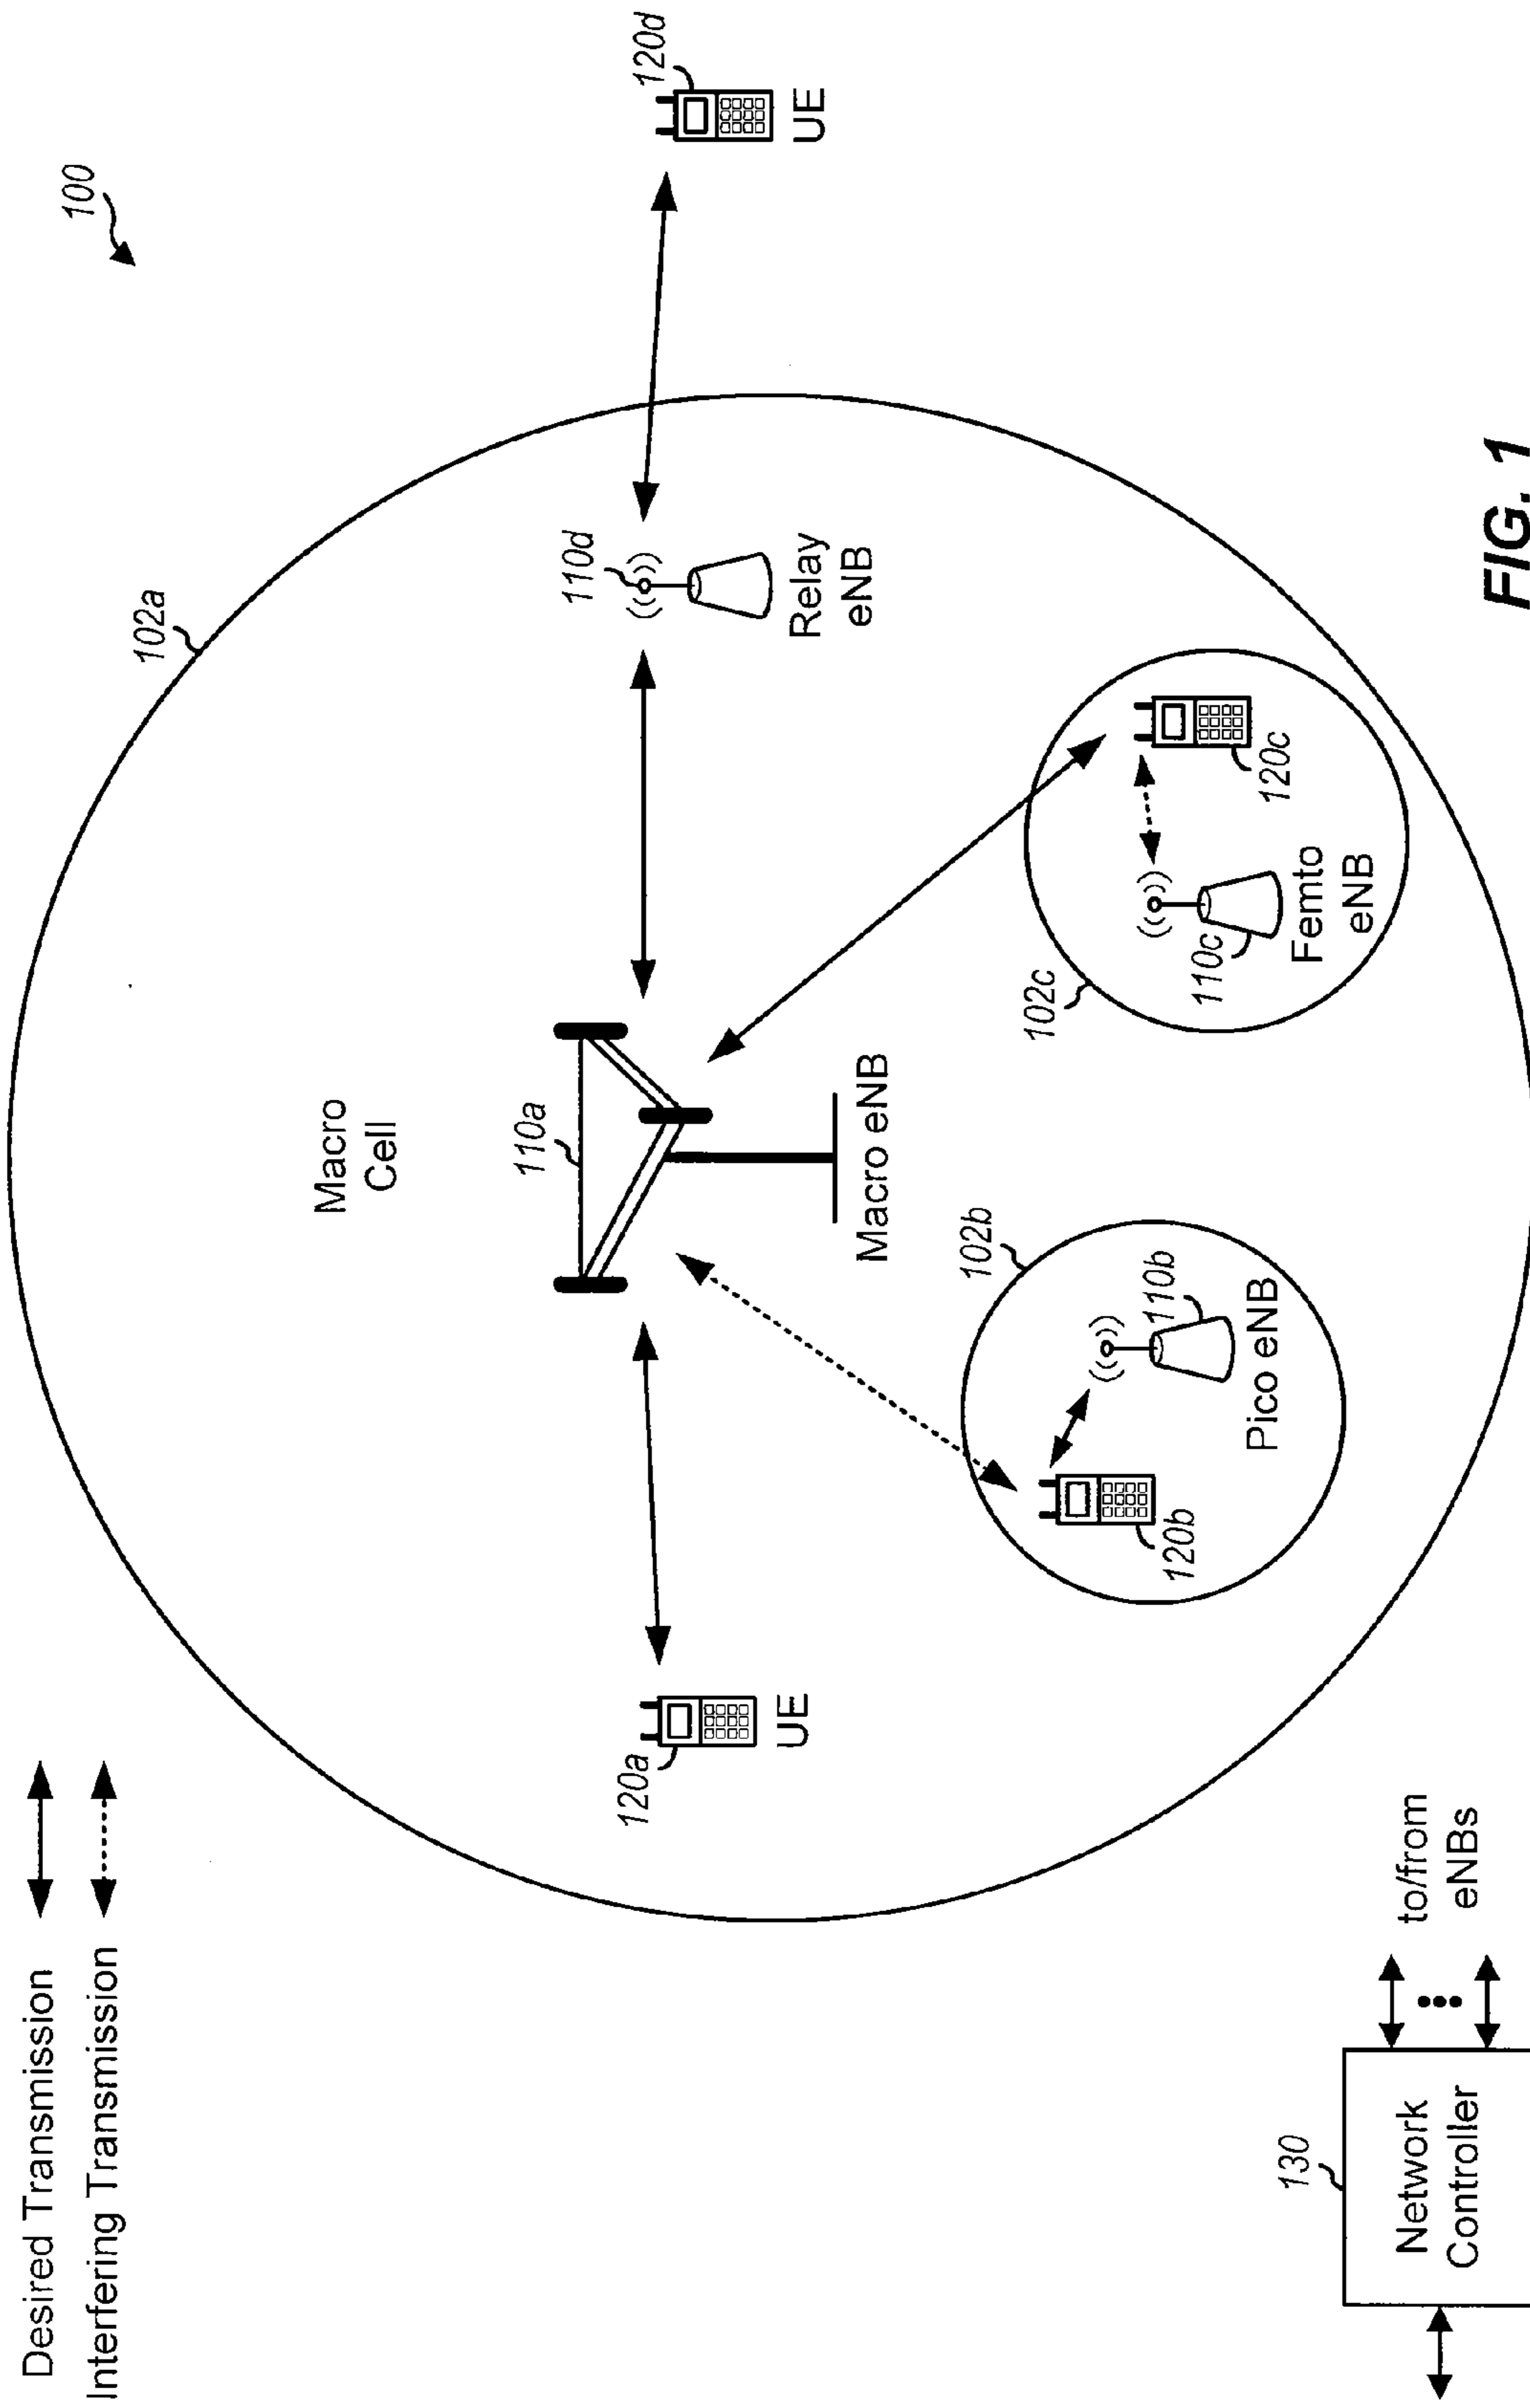 Desired Transmission
Interfering Transmission
100
102a
Macro
Cell
110a
110d
120a
UE
Macro eNB
Relay
eNB
120d
UE
102b
120b
110b
Pico eNB
102c
110c
120c
Femto
eNB
130
Network
Controller
to/from
eNBs
FIG. 1